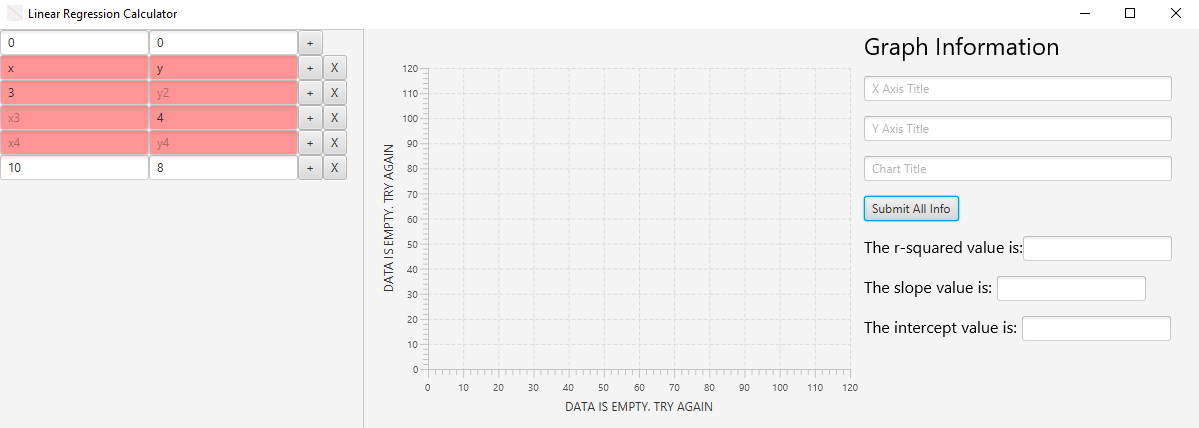 Linear Regression Calculator
0 0 +
x y + X
3 y2 + X
x3 4 + X
x4 y4 + X
10 8 + X
DATA IS EMPTY. TRY AGAIN
120
110
100
90
80
70
60
50
40
30
20
10
0
0 10 20 30 40 50 60 70 80 90 100 110 120
DATA IS EMPTY. TRY AGAIN
Graph Information
X Axis Title
Y Axis Title
Chart Title
Submit All Info
The r-squared value is:
The slope value is:
The intercept value is: